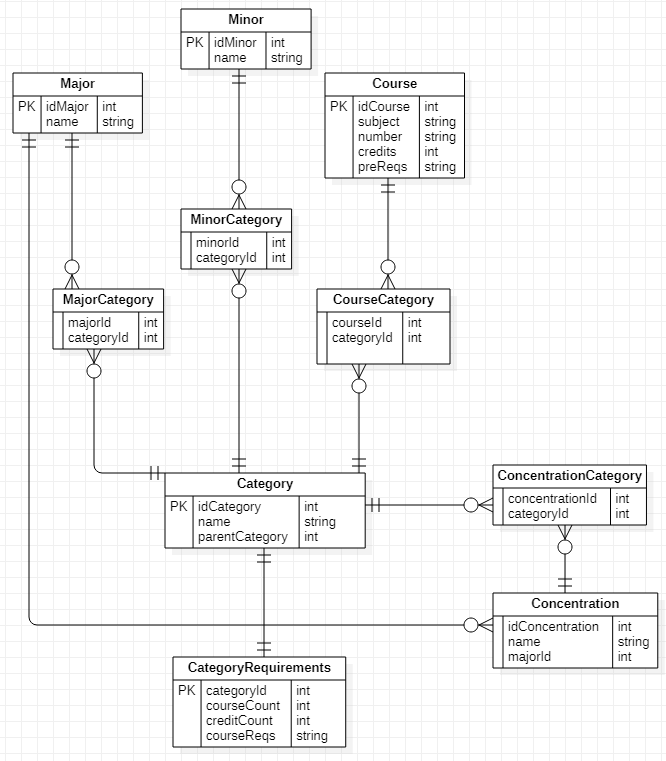 Minor
PK idMinor int
name string
Major
PK idMajor int
name string
Course
PK idCourse int
subject string
number string
credits int
preReqs string
MinorCategory
minorId int
categoryId int
MajorCategory
majorId int
categoryId int
CourseCategory
courseId int
categoryId int
Category
PK idCategory int
name string
parentCategory int
ConcentrationCategory
concentrationId int
categoryId int
Concentration
idConcentration int
name string
majorId int
CategoryRequirements
PK categoryId int
courseCount int
creditCount int
courseReqs string